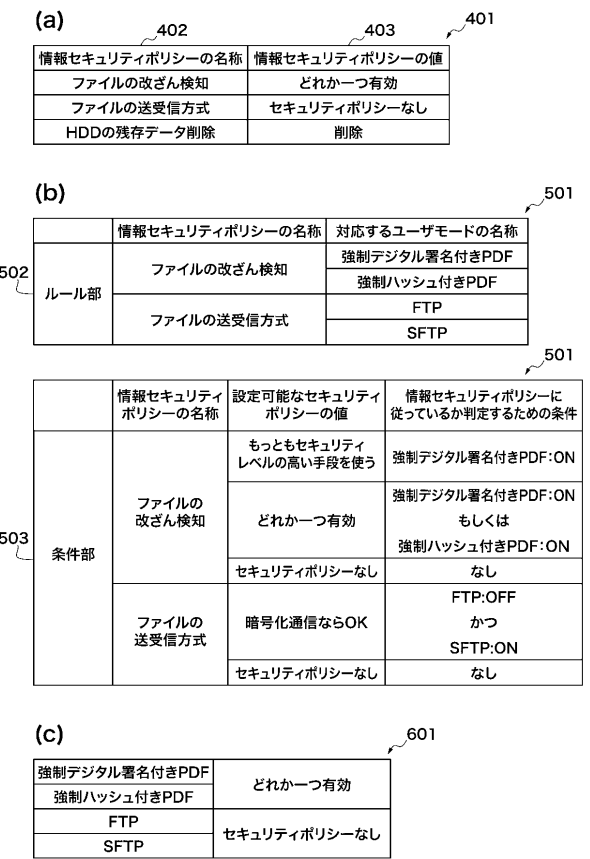 (a)
402
403
401
情報セキュリティポリシーの名称 情報セキュリティポリシーの値
ファイルの改ざん検知 どれか一つ有効
ファイルの送受信方式 セキュリティポリシーなし
HDDの残存データ削除 削除
(b)
501
情報セキュリティポリシーの名称 対応するユーザモードの名称
502
ルール部
ファイルの改ざん検知
強制デジタル署名付きPDF
強制ハッシュ付きPDF
ファイルの送受信方式
FTP
SFTP
501
情報セキュリティ
ポリシーの名称
設定可能なセキュリティ
ポリシーの値
情報セキュリティポリシーに
従っているか判定するための条件
503
条件部
ファイルの
改ざん検知
もっともセキュリティ
レベルの高い手段を使う
強制デジタル署名付きPDF:ON
どれか一つ有効
強制デジタル署名付きPDF:ON
もしくは
強制ハッシュ付きPDF:ON
セキュリティポリシーなし
なし
ファイルの
送受信方式
暗号化通信ならOK
FTP:OFF
かつ
SFTP:ON
セキュリティポリシーなし
なし
(c)
601
強制デジタル署名付きPDF
強制ハッシュ付きPDF
どれか一つ有効
FTP
SFTP
セキュリティポリシーなし